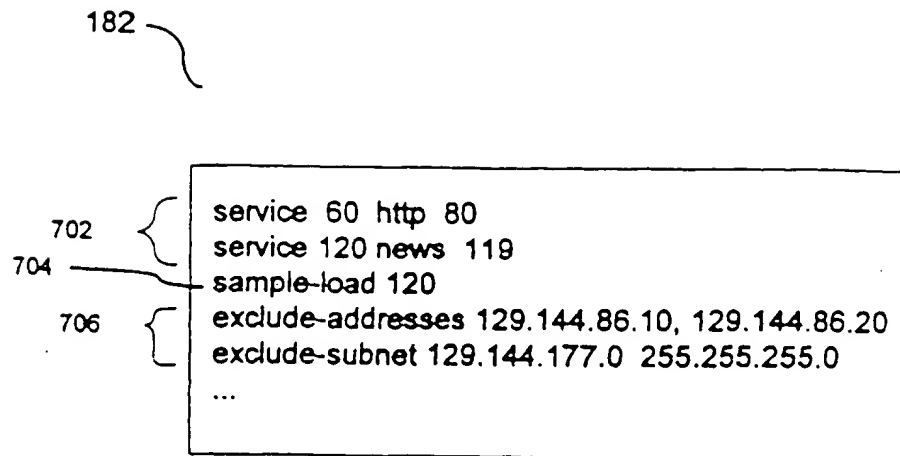 182
702
704
706
service 60 http 80
service 120 news 119
sample-load 120
exclude-addresses 129.144.86.10, 129.144.86.20
exclude-subnet 129.144.177.0 255.255.255.0
...